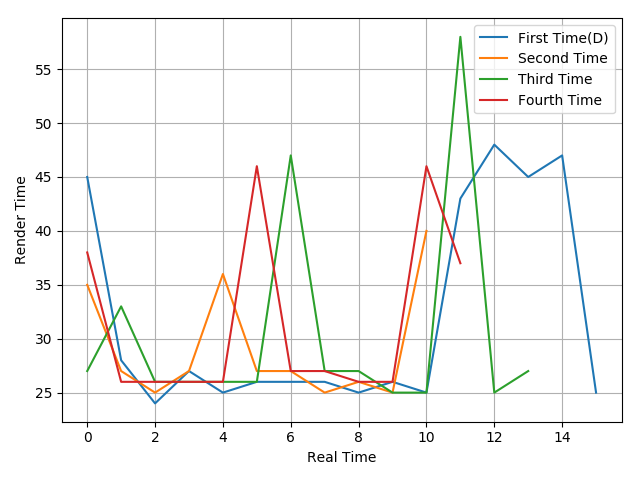 First Time(D)
Second Time
Third Time
Fourth Time
Render Time
55
50
45
40
35
30
25
0 2 4 6 8 10 12 14
Real Time